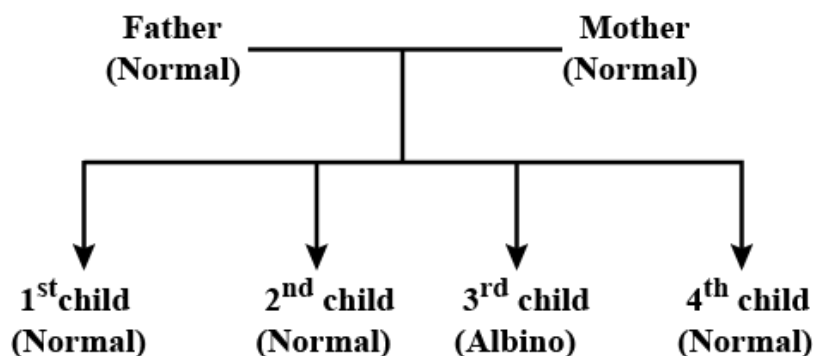 Father Mother
(Normal) (Normal)
1st child 2nd child 3rd child 4th child
(Normal) (Normal) (Albino) (Normal)